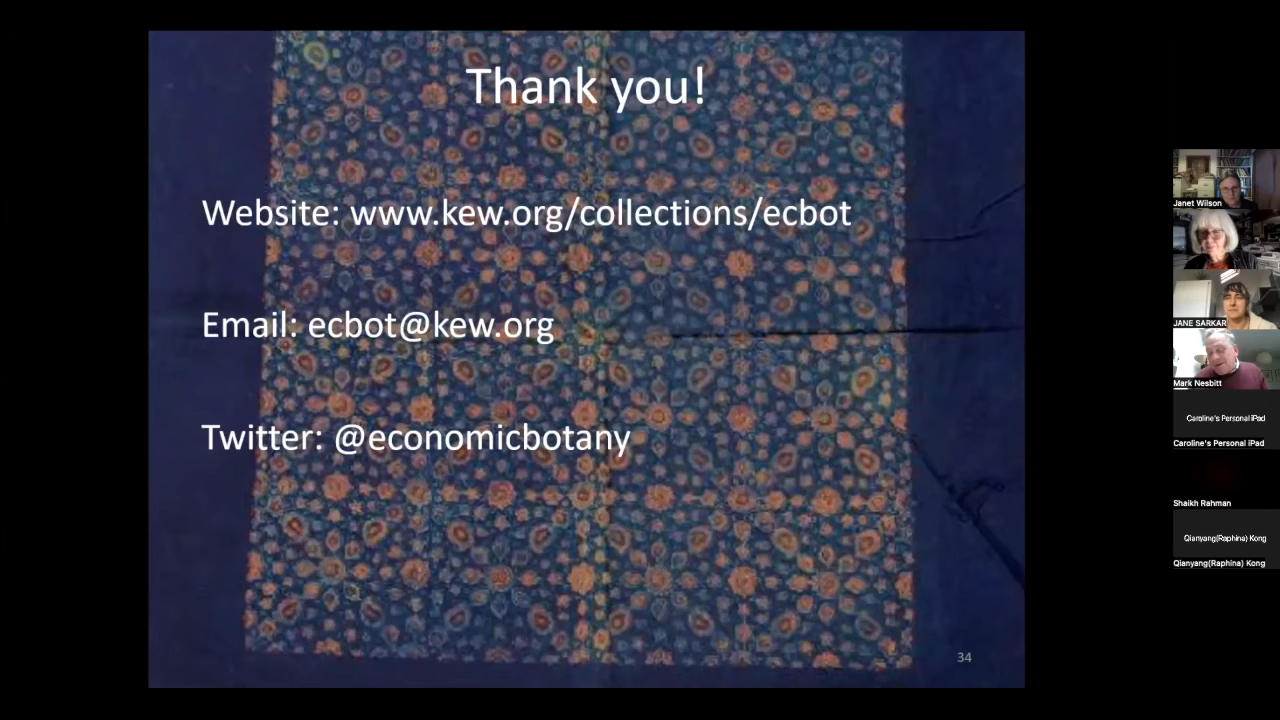 Thank you!
Website: www.kew.org/collections/ecbot
Email: ecbot@kew.org
Twitter: @economicbotany
34
Janet Wilson
JANE SARKAR
Mark Nesbitt
Caroline's Personal iPad
Caroline's Personal iPad
Shaikh Rahman
Qianyang(Raphina) Kong
Qianyang(Raphina) Kong